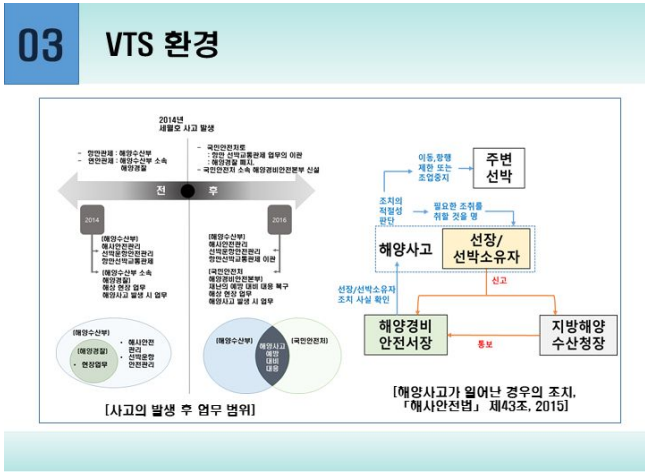 03
VTS 환경
2014년
세월호 사고 발생
- 항만관제 : 해양수산부
- 연안관제 : 해양수산부 소속
해양경찰
- 국민안전처로
: 항만 선박교통관제 업무의 이관
: 해양경찰 폐지.
- 국민안전처 소속 해양경비안전본부 신설
전 후
2014
(해양수산부)
해사안전관리
선박운항안전관리
항만선박교통관제
(해양수산부 소속
해양경찰)
해상 현장 업무
해양사고 발생 시 업무
2016
(해양수산부)
해사안전관리
선박운항안전관리
항만선박교통관제 이관
(국민안전처
해양경비안전본부)
재난의 예방 대비 대응 복구
해상 현장 업무
해양사고 발생 시 업무
(해양수산부)
(해양경찰)
• 현장업무
• 해사안전
관리
• 선박운항
안전관리
(해양수산부)
해양사고
예방
대비
대응
(국민안전처)
[사고의 발생 후 업무 범위]
이동,항행
제한 또는
조업중지
주변
선박
조치의
적절성
판단
필요한 조취를
취할 것을 명
해양사고
선장/
선박소유자
신고
선장/선박소유자
조치 사실 확인
해양경비
안전서장
통보
지방해양
수산청장
[해양사고가 일어난 경우의 조치,
「해사안전법」 제43조, 2015]